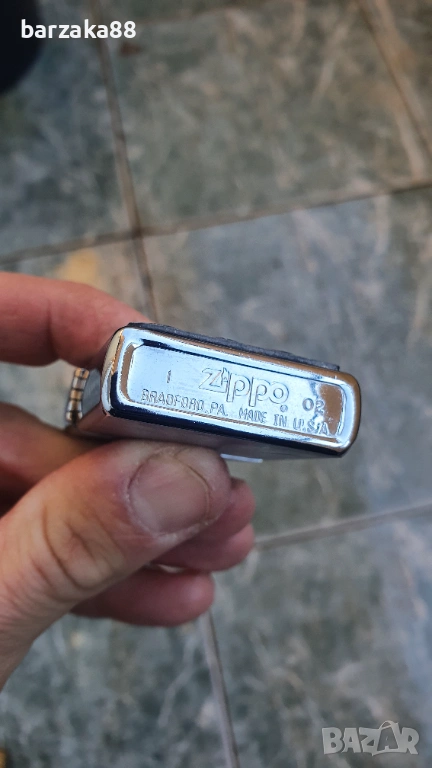 barzaka88
I Zippo 02
BRADFORD, PA. MADE IN U.S.A
BAZAR